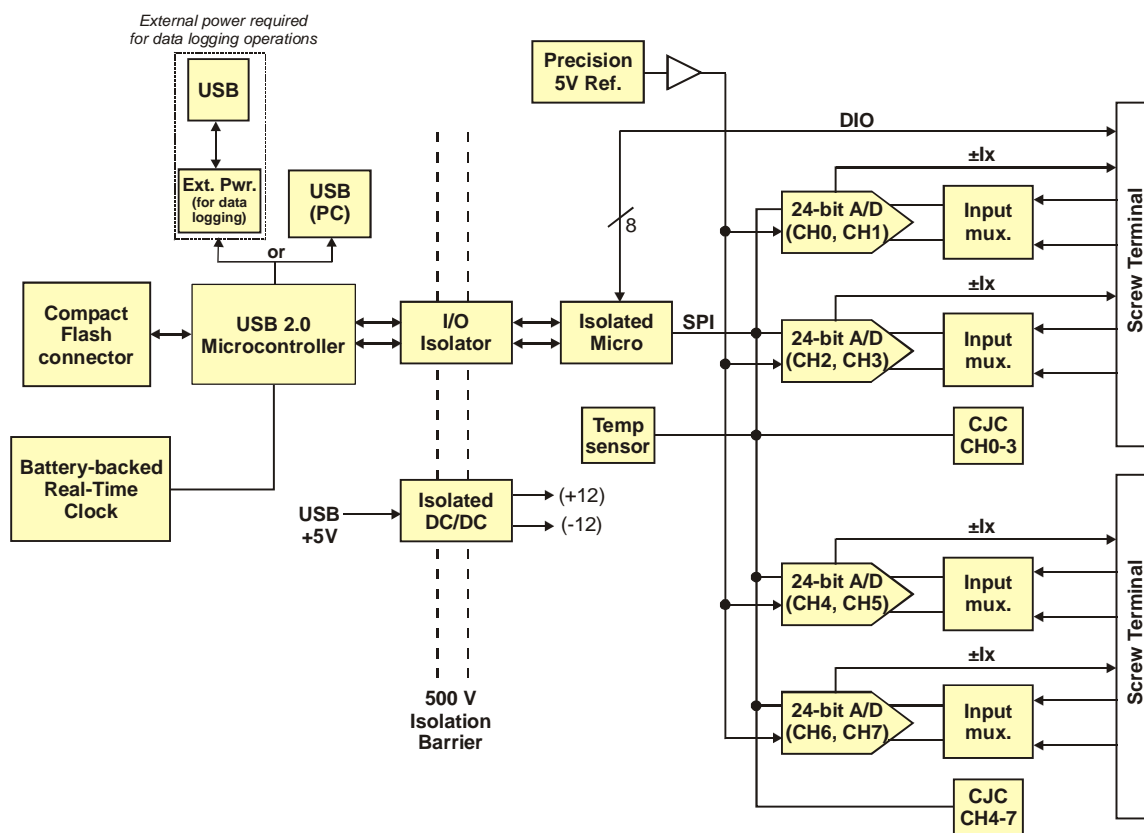 External power required
for data logging operations
USB
Ext. Pwr.
(for data
logging)
USB
(PC)
or
Compact
Flash
connector
USB 2.0
Microcontroller
Battery-backed
Real-Time
Clock
I/O
Isolator
Isolated
Micro
SPI
8
DIO
Precision
5V Ref.
Temp
sensor
USB
+5V
Isolated
DC/DC
(+12)
(-12)
500 V
Isolation
Barrier
±Ix
24-bit A/D
(CH0, CH1)
Input
mux.
±Ix
24-bit A/D
(CH2, CH3)
Input
mux.
CJC
CH0-3
Screw Terminal
±Ix
24-bit A/D
(CH4, CH5)
Input
mux.
±Ix
24-bit A/D
(CH6, CH7)
Input
mux.
CJC
CH4-7
Screw Terminal